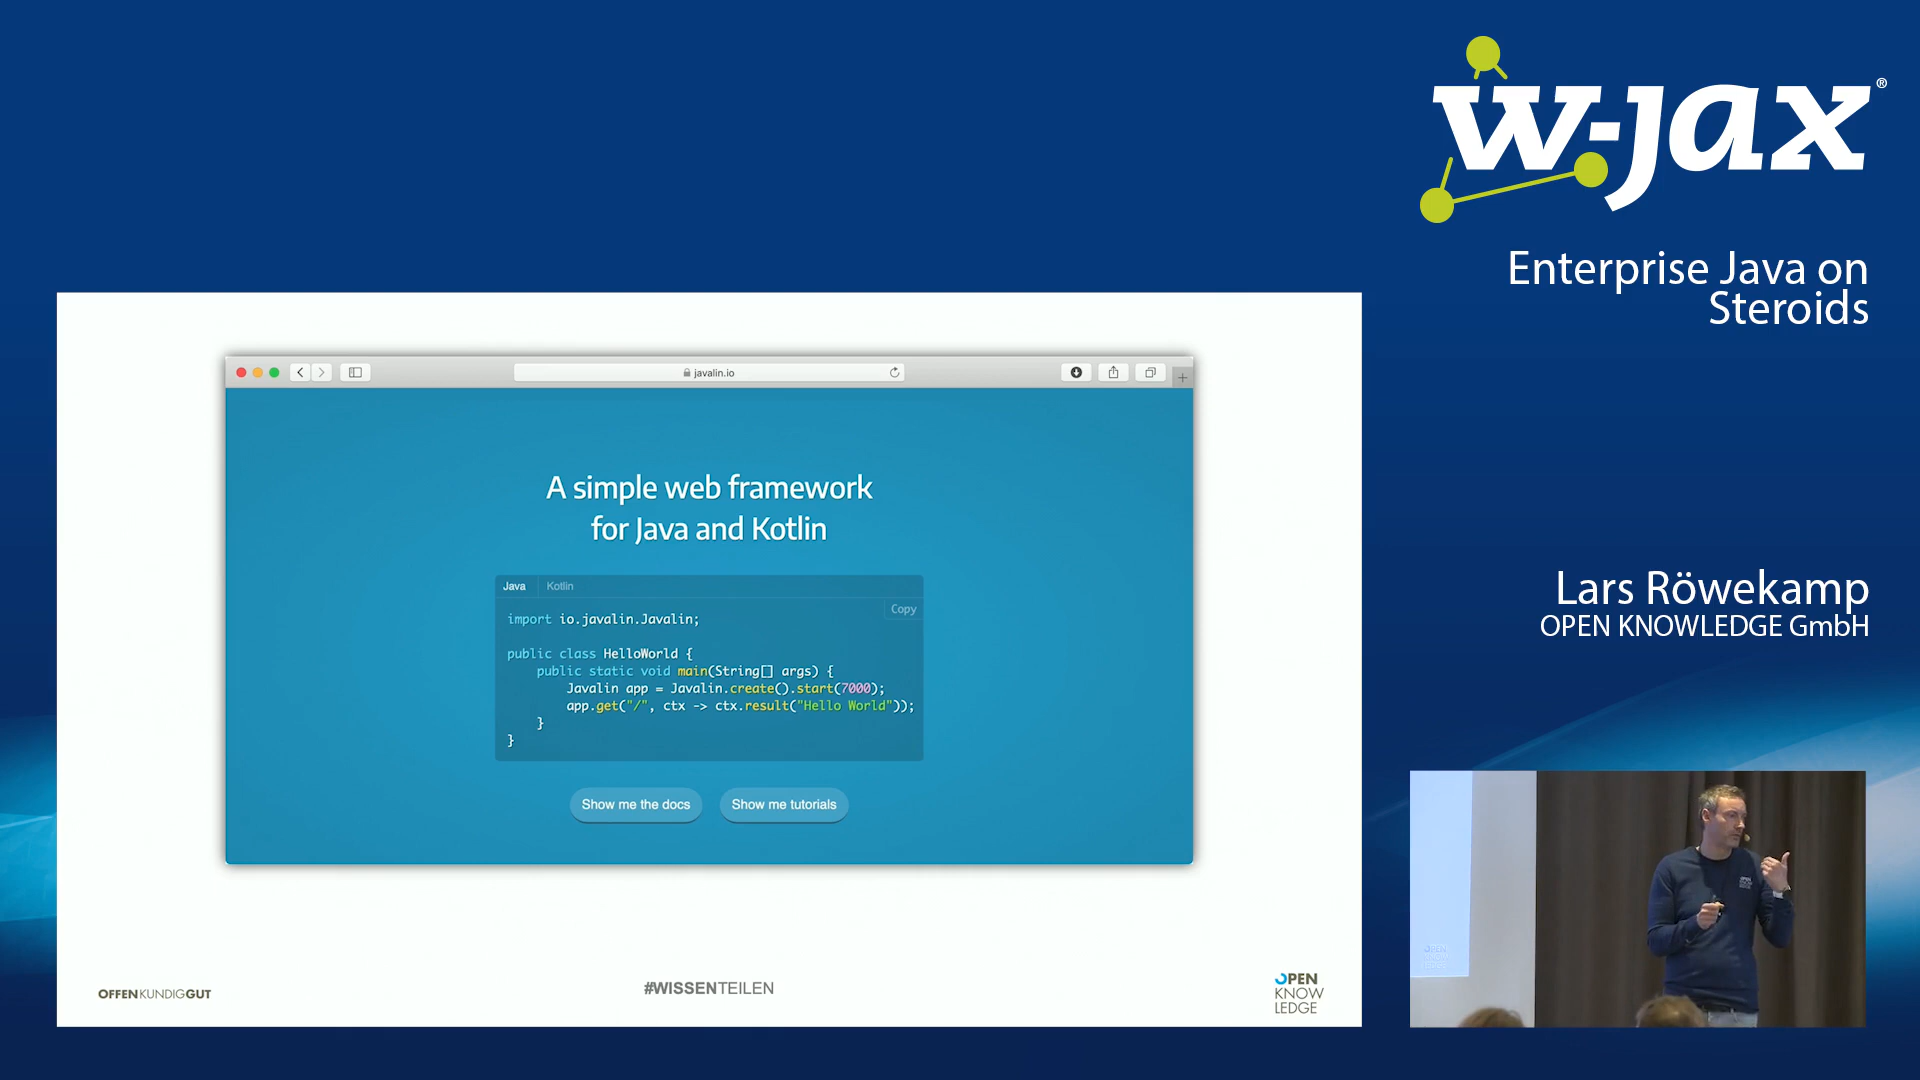 w-jax®
Enterprise Java on
Steroids
javalin.io
A simple web framework
for Java and Kotlin
Java Kotlin
Copy
import io.javalin.Javalin;
public class HelloWorld {
public static void main(String[] args) {
Javalin app = Javalin.create().start(7000);
app.get("/", ctx -> ctx.result("Hello World"));
}
}
Show me the docs Show me tutorials
Lars Röwekamp
OPEN KNOWLEDGE GmbH
OFFENKUNDIGGUT
#WISSENTEILEN
OPEN
KNOW
LEDGE
OPEN
KNOW
LEDGE